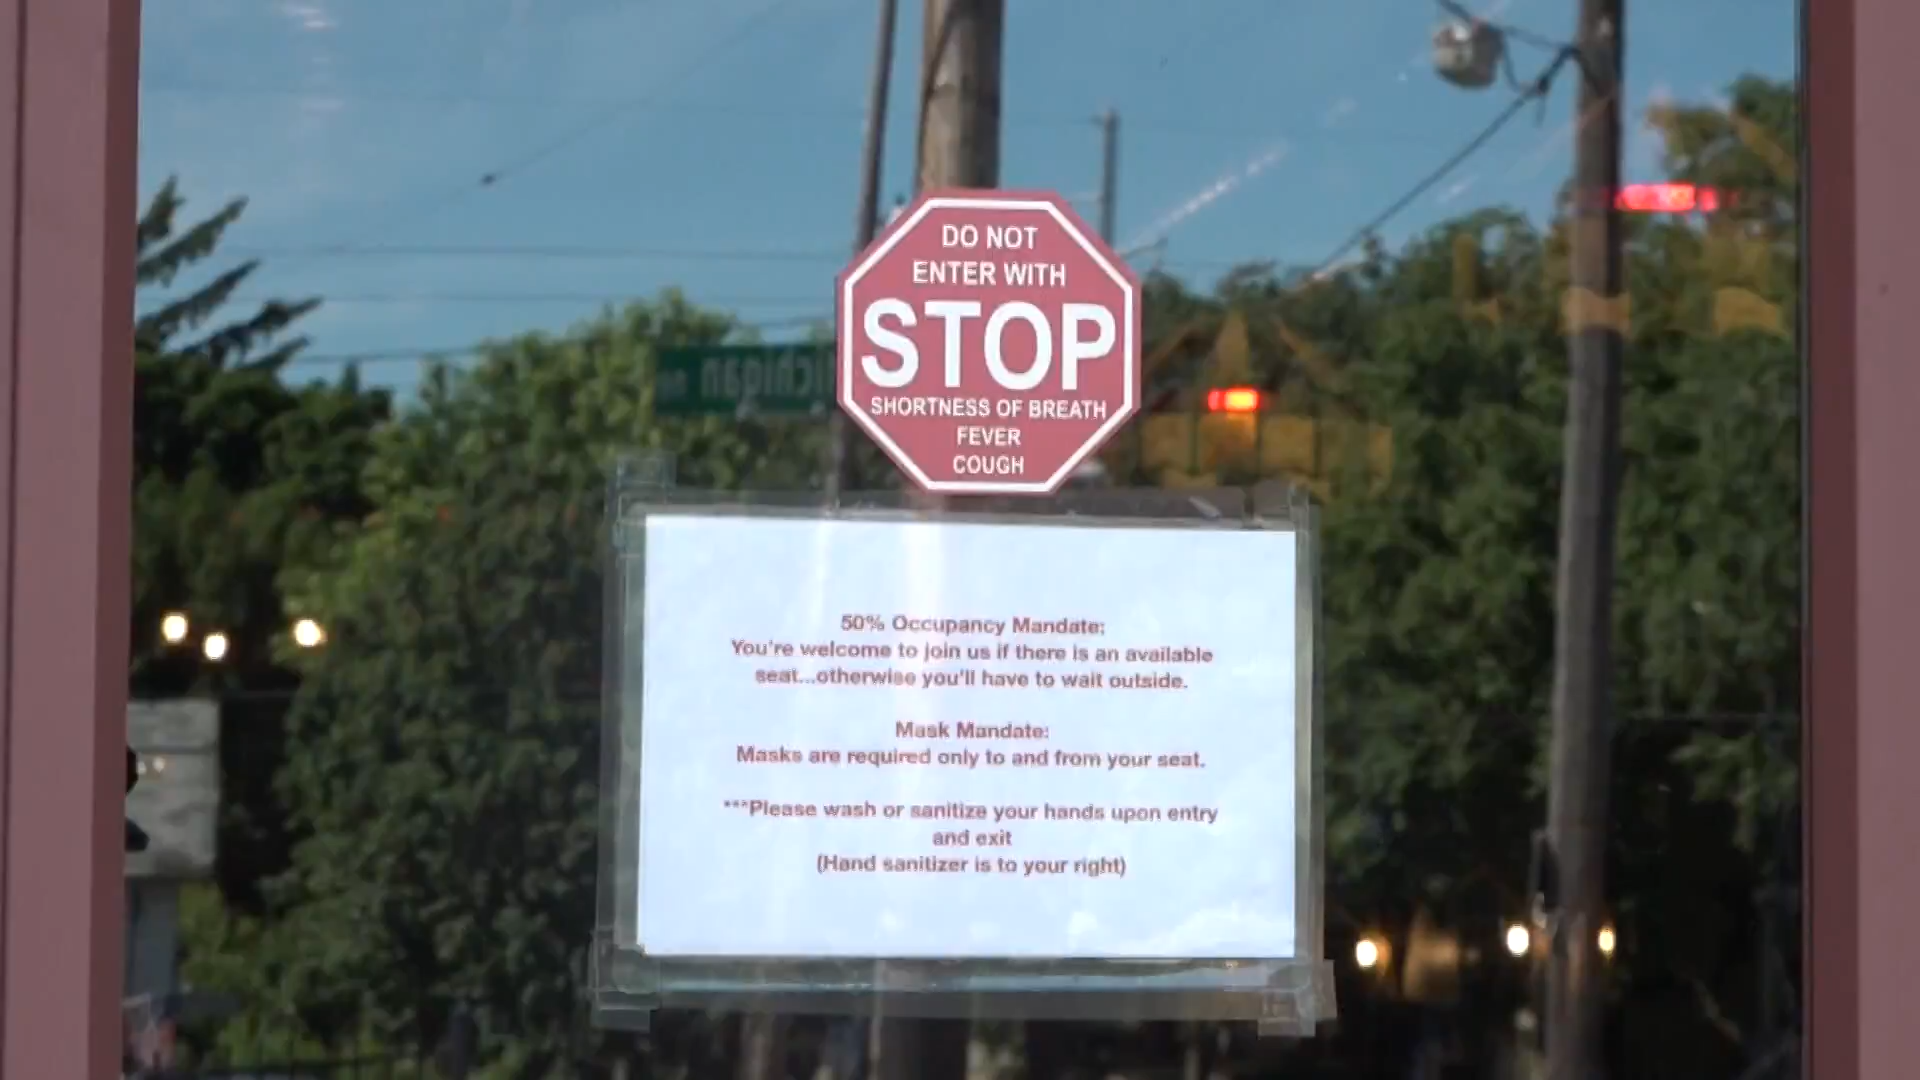 DO NOT
ENTER WITH
STOP
SHORTNESS OF BREATH
FEVER
COUGH
50% Occupancy Mandate:
You're welcome to join us if there is an available
seat...otherwise you'll have to wait outside.
Mask Mandate:
Masks are required only to and from your seat.
***Please wash or sanitize your hands upon entry
and exit
(Hand sanitizer is to your right)